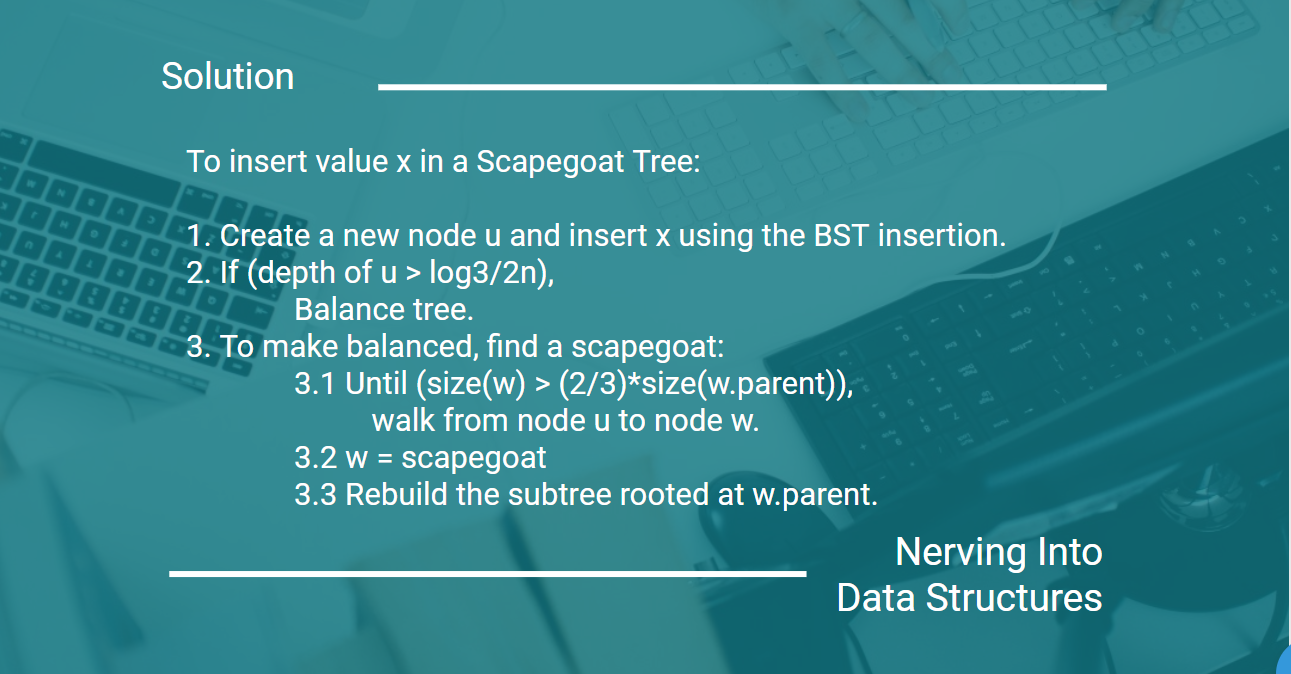 Solution
To insert value x in a Scapegoat Tree:
1. Create a new node u and insert x using the BST insertion.
2. If (depth of u > log3/2n),
Balance tree.
3. To make balanced, find a scapegoat:
3.1 Until (size(w) > (2/3)*size(w.parent)),
walk from node u to node w.
3.2 w = scapegoat
3.3 Rebuild the subtree rooted at w.parent.
Nerving Into
Data Structures